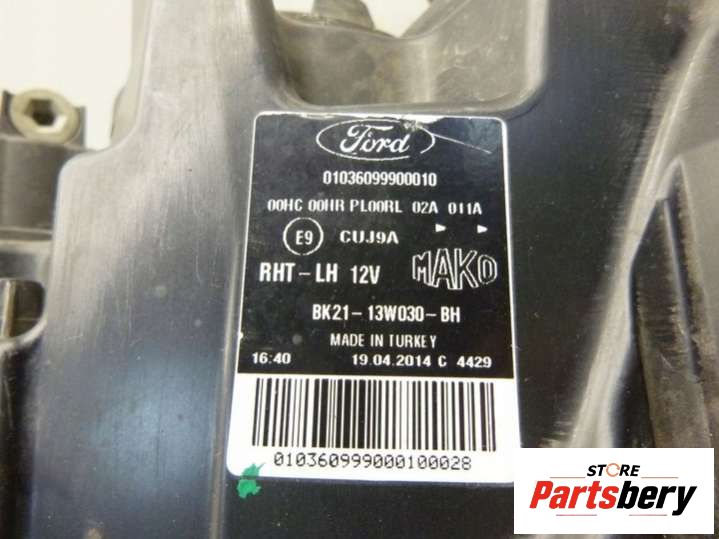 Ford
01036099900010
00HC 00HR PL00RL 02A 011A
E9 CUJ9A
RHT-LH 12V MAKO
BK21-13W030-BH
MADE IN TURKEY
16:40 19.04.2014 C 4429
010360999000100028
STORE
Partsbery